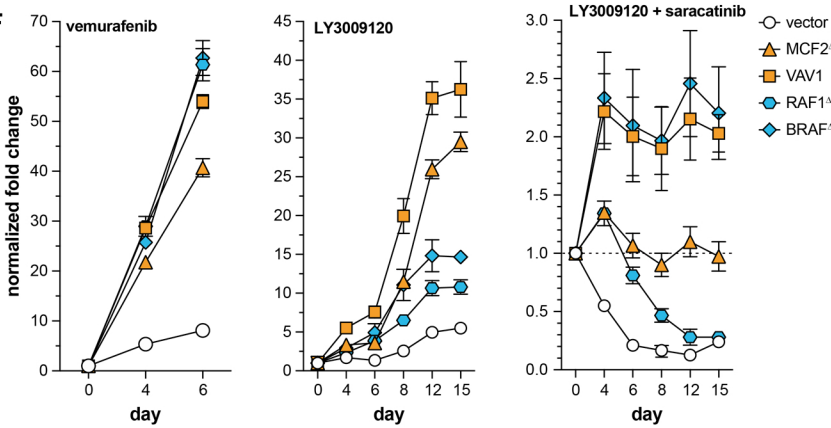 vemurafenib
70
60
50
40
30
20
10
0
0 4 6
day
normalized fold change
LY3009120
45
40
35
30
25
20
15
10
5
0
0 4 6 8 12 15
day
LY3009120 + saracatinib
3.0
2.5
2.0
1.5
1.0
0.5
0.0
0 4 6 8 12 15
day
vector
MCF2
VAV1
RAF1Δ
BRAFΔ